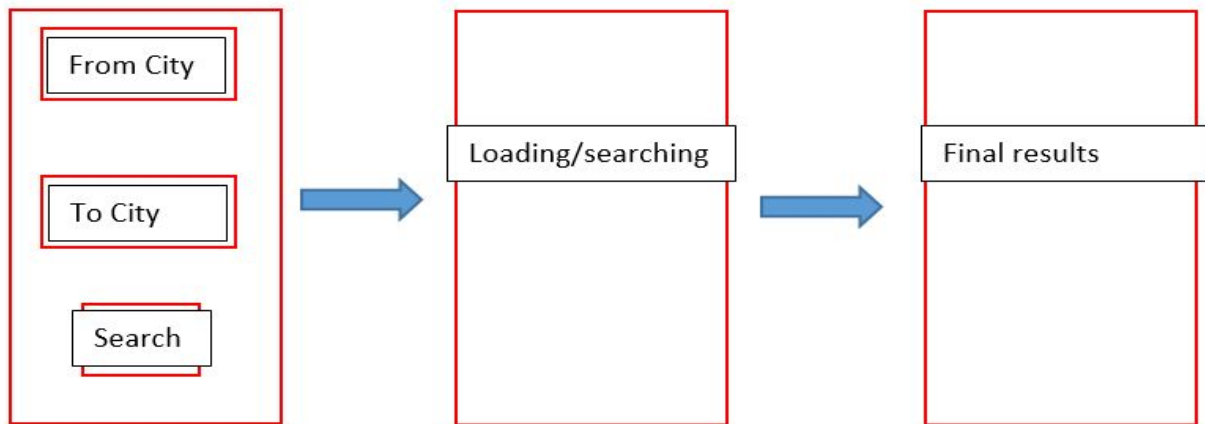 From City
To City
Search
Loading/searching
Final results